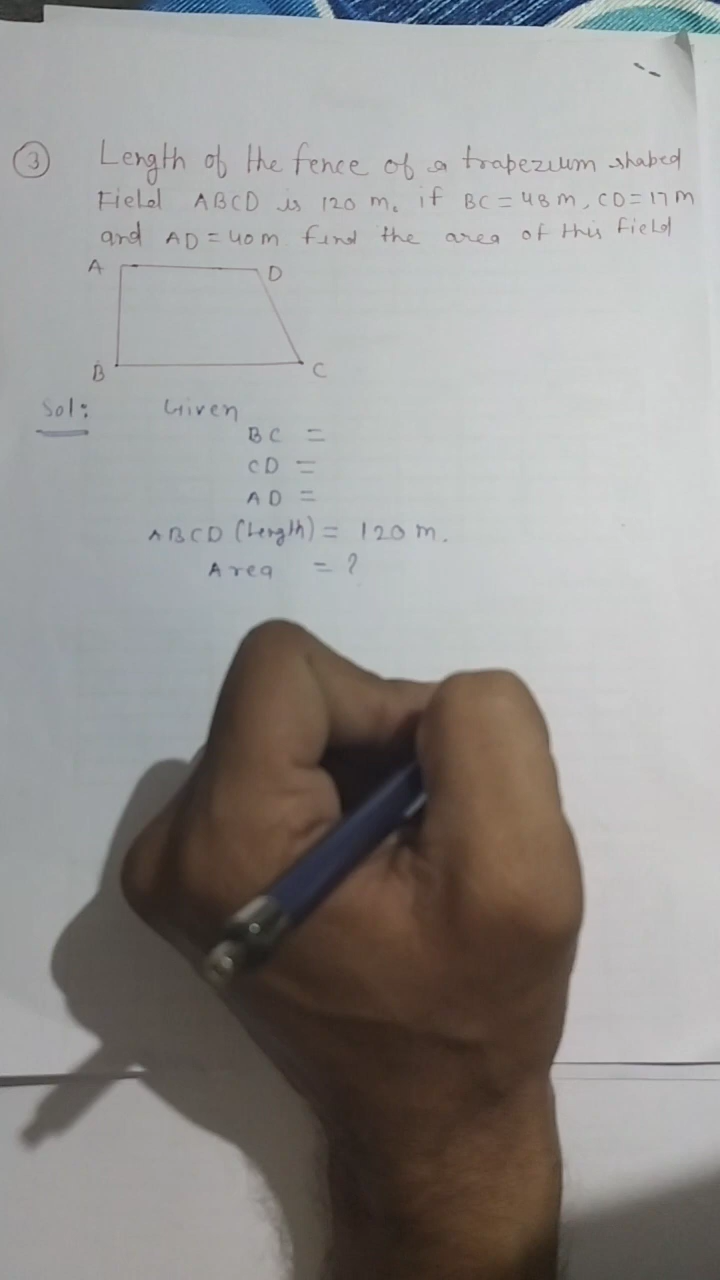 3 Length of the fence of a trapezium shaped
Field ABCD is 120 m. if BC = 48 m, CD = 17 m
and AD = 40 m find the area of this field
A D
B C
Sol: Given
BC =
CD =
AD =
ABCD (Length) = 120 m.
Area = ?